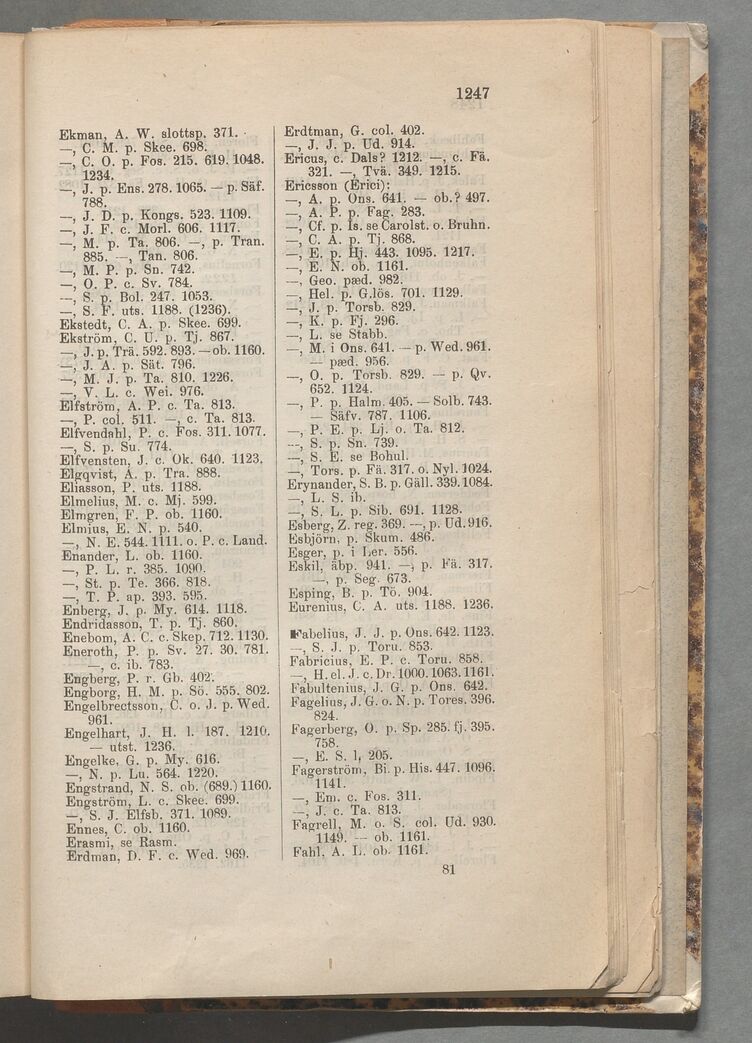 1247
Ekman, A. W. slottsp. 371.
—, C. M. p. Skee. 698.
—, C. O. p. Fos. 215. 619. 1048.
1234.
—, J. p. Ens. 278. 1065. — p. Säf.
788.
—, J. D. p. Kongs. 523. 1109.
—, J. F. c. Morl. 606. 1117.
—, M. p. Ta. 806. —, p. Tran.
885. —, Tan. 806.
—, M. P. p. Sn. 742.
—, O. P. c. Sv. 784.
—, S. p. Bol. 247. 1053.
—, S. F. uts. 1188. (1236).
Ekstedt, C. A. p. Skee. 699.
Ekström, C. U. p. Tj. 867.
—, J. p. Trä. 592. 893. — ob. 1160.
—, J. A. p. Sät. 796.
—, M. J. p. Ta. 810. 1226.
—, V. L. c. Wei. 976.
Elfström, A. P. c. Ta. 813.
—, P. col. 511. —, c. Ta. 813.
Elfvendahl, P. c. Fos. 311. 1077.
—, S. p. Su. 774.
Elfvensten, J. c. Ok. 640. 1123.
Elgqvist, A. p. Tra. 888.
Eliasson, P. uts. 1188.
Elmelius, M. c. Mj. 599.
Elmgren, F. P. ob. 1160.
Elmius, E. N. p. 540.
—, N. E. 544. 1111. o. P. c. Land.
Enander, L. ob. 1160.
—, P. L. r. 385. 1090.
—, St. p. Te. 366. 818.
—, T. P. ap. 393. 595.
Enberg, J. p. My. 614. 1118.
Endridasson, T. p. Tj. 860.
Enebom, A. C. c. Skep. 712. 1130.
Eneroth, P. p. Sv. 27. 30. 781.
—, c. ib. 783.
Engberg, P. r. Gb. 402.
Engborg, H. M. p. Sö. 555. 802.
Engelbrectsson, C. o. J. p. Wed.
961.
Engelhart, J. H. l. 187. 1210.
— utst. 1236.
Engelke, G. p. My. 616.
—, N. p. Lu. 564. 1220.
Engstrand, N. S. ob. (689.) 1160.
Engström, L. c. Skee. 699.
—, S. J. Elfsb. 371. 1089.
Ennes, C. ob. 1160.
Erasmi, se Rasm.
Erdman, D. F. c. Wed. 969.
Erdtman, G. col. 402.
—, J. J. p. Ud. 914.
Ericus, c. Dals? 1212. —, c. Fä.
321. —, Tvä. 349. 1215.
Ericsson (Erici):
—, A. p. Ons. 641. — ob.? 497.
—, A. P. p. Fag. 283.
—, Cf. p. Is. se Carolst. o. Bruhn.
—, C. A. p. Tj. 868.
—, E. p. Hj. 443. 1095. 1217.
—, E. N. ob. 1161.
—, Geo. pæd. 982.
—, Hel. p. G.lös. 701. 1129.
—, J. p. Torsb. 829.
—, K. p. Fj. 296.
—, L. se Stabb.
—, M. i Ons. 641. — p. Wed. 961.
— pæd. 956.
—, O. p. Torsb. 829. — p. Qv.
652. 1124.
—, P. p. Halm. 405. — Solb. 743.
— Säfv. 787. 1106.
—, P. E. p. Lj. o. Ta. 812.
—, S. p. Sn. 739.
—, S. E. se Bohul.
—, Tors. p. Fä. 317. o. Nyl. 1024.
Erynander, S. B. p. Gäll. 339. 1084.
—, L. S. ib.
—, S. L. p. Sib. 691. 1128.
Esberg, Z. reg. 369. —, p. Ud. 916.
Esbjörn, p. Skum. 486.
Esger, p. i Ler. 556.
Eskil, äbp. 941. —, p. Fä. 317.
—, p. Seg. 673.
Esping, B. p. Tö. 904.
Eurenius, C. A. uts. 1188. 1236.
Fabelius, J. J. p. Ons. 642. 1123.
—, S. J. p. Toru. 853.
Fabricius, E. P. c. Toru. 858.
—, H. el. J. c. Dr. 1000. 1063. 1161.
Fabultenius, J. G. p. Ons. 642.
Fagelius, J. G. o. N. p. Tores. 396.
824.
Fagerberg, O. p. Sp. 285. fj. 395.
758.
—, E. S. l, 205.
Fagerström, Bi. p. His. 447. 1096.
1141.
—, Em. c. Fos. 311.
—, J. c. Ta. 813.
Fagrell, M. o. S. col. Ud. 930.
1149. — ob. 1161.
Fahl, A. L. ob. 1161.
81